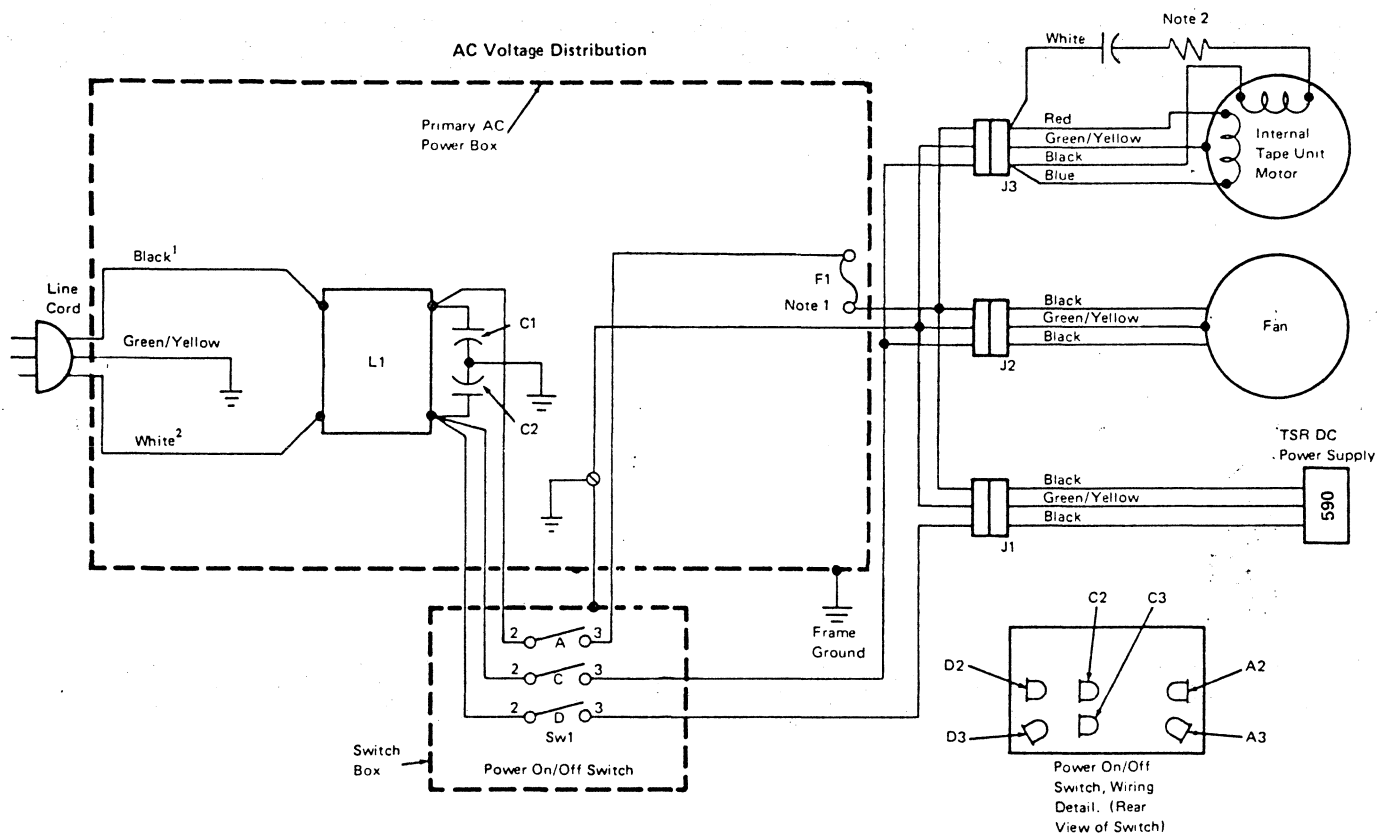 AC Voltage Distribution
Note 2
White
Primary AC
Power Box
Red
Green/Yellow
Black
Blue
J3
Internal
Tape Unit
Motor
Black1
Line
Cord
Green/Yellow
L1
C1
C2
White2
F1
Note 1
Black
Green/Yellow
Black
J2
Fan
TSR DC
Power Supply
Black
Green/Yellow
Black
J1
590
Frame
Ground
2 A 3
2 C 3
2 D 3
Sw1
Power On/Off Switch
Switch
Box
C2 C3
D2
A2
D3
A3
Power On/Off
Switch, Wiring
Detail. (Rear
View of Switch)